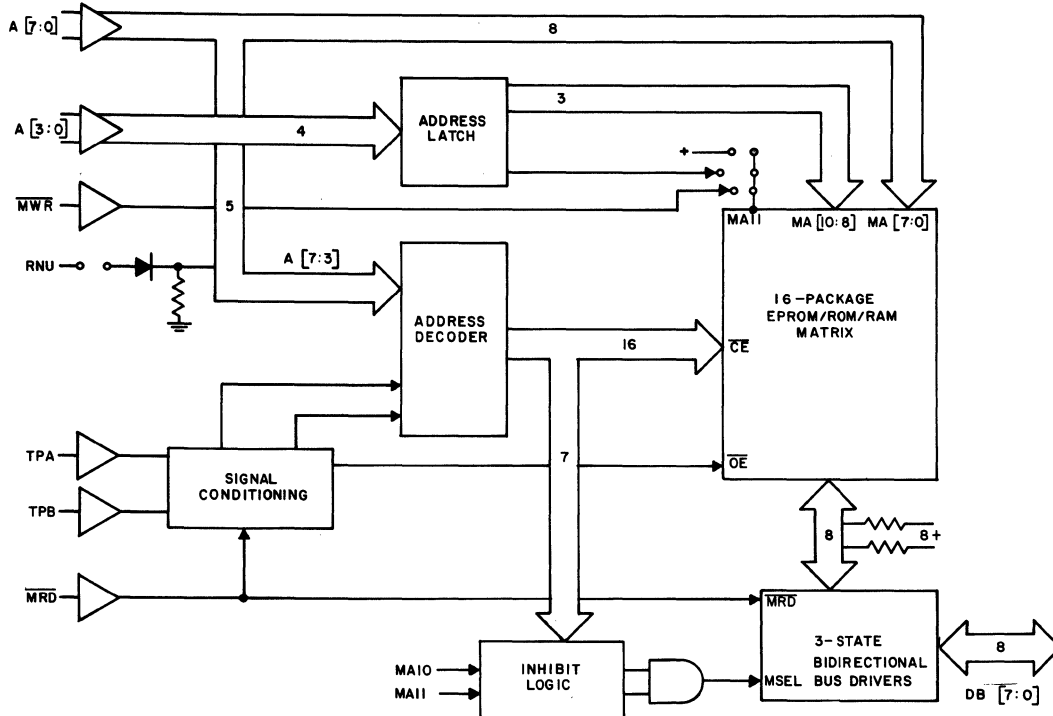 A [7:0]
8
A [3:0]
4
ADDRESS
LATCH
3
+
MWR
5
MA11
MA [10:8]
MA [7:0]
RNU
A [7:3]
16-PACKAGE
EPROM/ROM/RAM
MATRIX
ADDRESS
DECODER
16
CE
TPA
SIGNAL
CONDITIONING
7
OE
TPB
8
8+
MRD
MRD
3-STATE
BIDIRECTIONAL
BUS DRIVERS
8
MA10
MA11
INHIBIT
LOGIC
MSEL
DB [7:0]